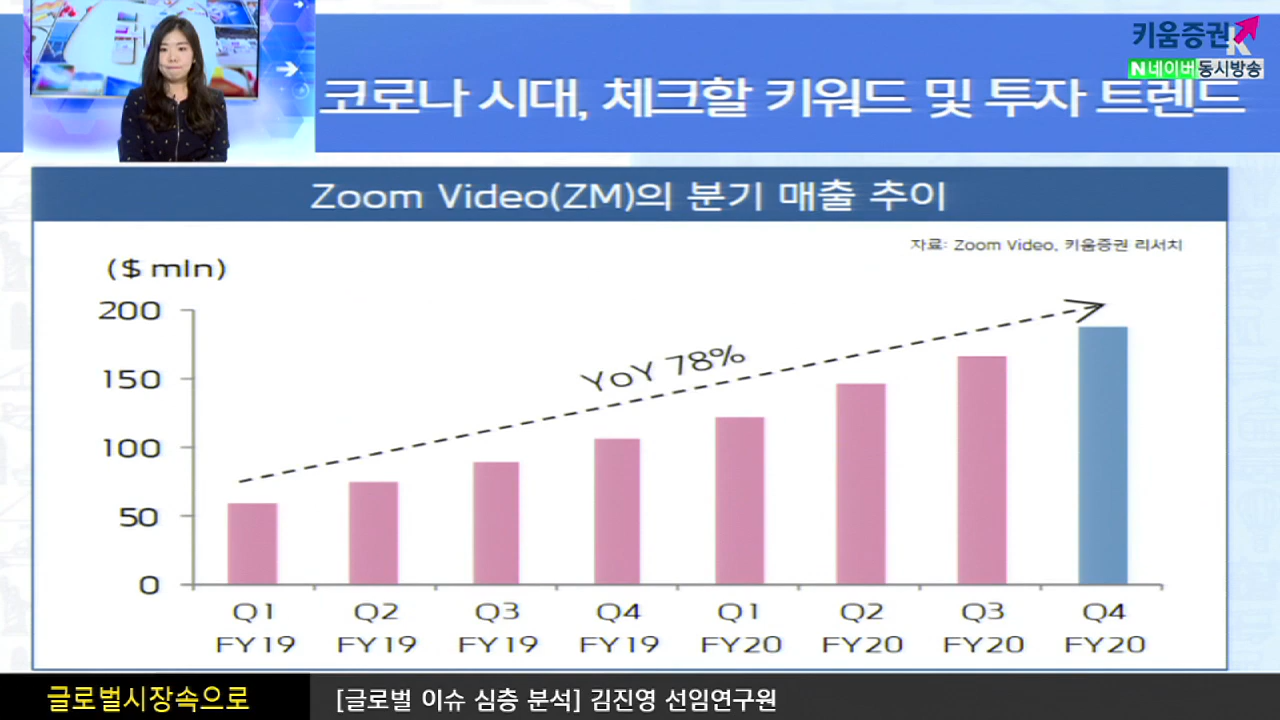 키움증권
N 네이버 동시방송
코로나 시대, 체크할 키워드 및 투자 트렌드
Zoom Video(ZM)의 분기 매출 추이
자료: Zoom Video, 키움증권 리서치
($ mln)
200
150
100
50
0
YoY 78%
Q1 Q2 Q3 Q4 Q1 Q2 Q3 Q4
FY19 FY19 FY19 FY19 FY20 FY20 FY20 FY20
글로벌시장속으로
[글로벌 이슈 심층 분석] 김진영 선임연구원